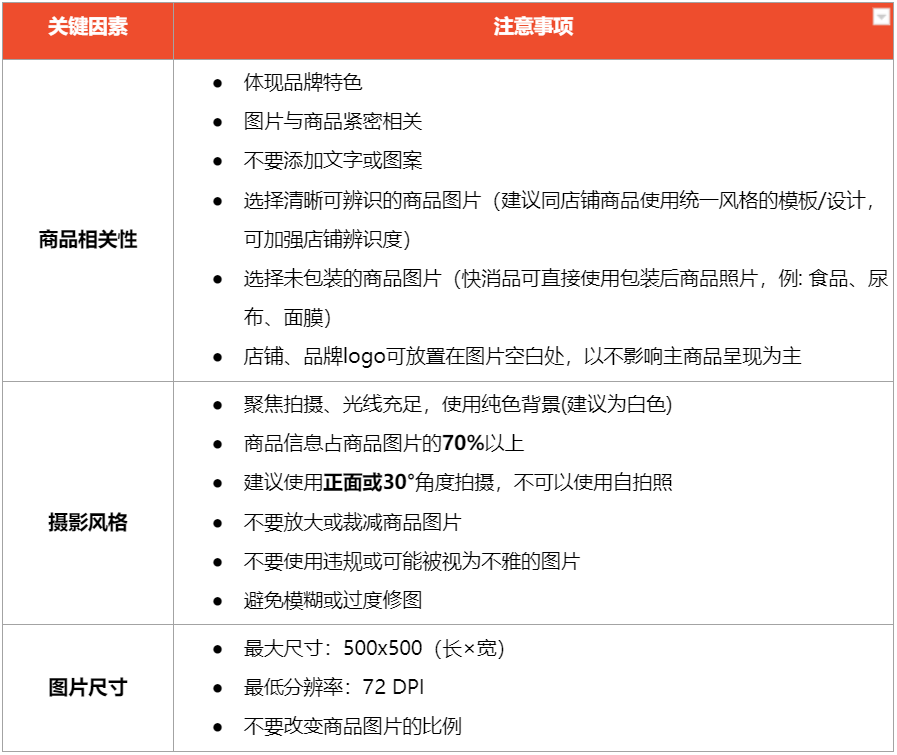 关键因素
注意事项
商品相关性
● 体现品牌特色
● 图片与商品紧密相关
● 不要添加文字或图案
● 选择清晰可辨识的商品图片（建议同店铺商品使用统一风格的模板/设计，
可加强店铺辨识度）
● 选择未包装的商品图片（快消品可直接使用包装后商品照片，例: 食品、尿
布、面膜）
● 店铺、品牌logo可放置在图片空白处，以不影响主商品呈现为主
摄影风格
● 聚焦拍摄、光线充足，使用纯色背景(建议为白色)
● 商品信息占商品图片的70%以上
● 建议使用正面或30°角度拍摄，不可以使用自拍照
● 不要放大或裁减商品图片
● 不要使用违规或可能被视为不雅的图片
● 避免模糊或过度修图
图片尺寸
● 最大尺寸：500x500（长×宽）
● 最低分辨率：72 DPI
● 不要改变商品图片的比例